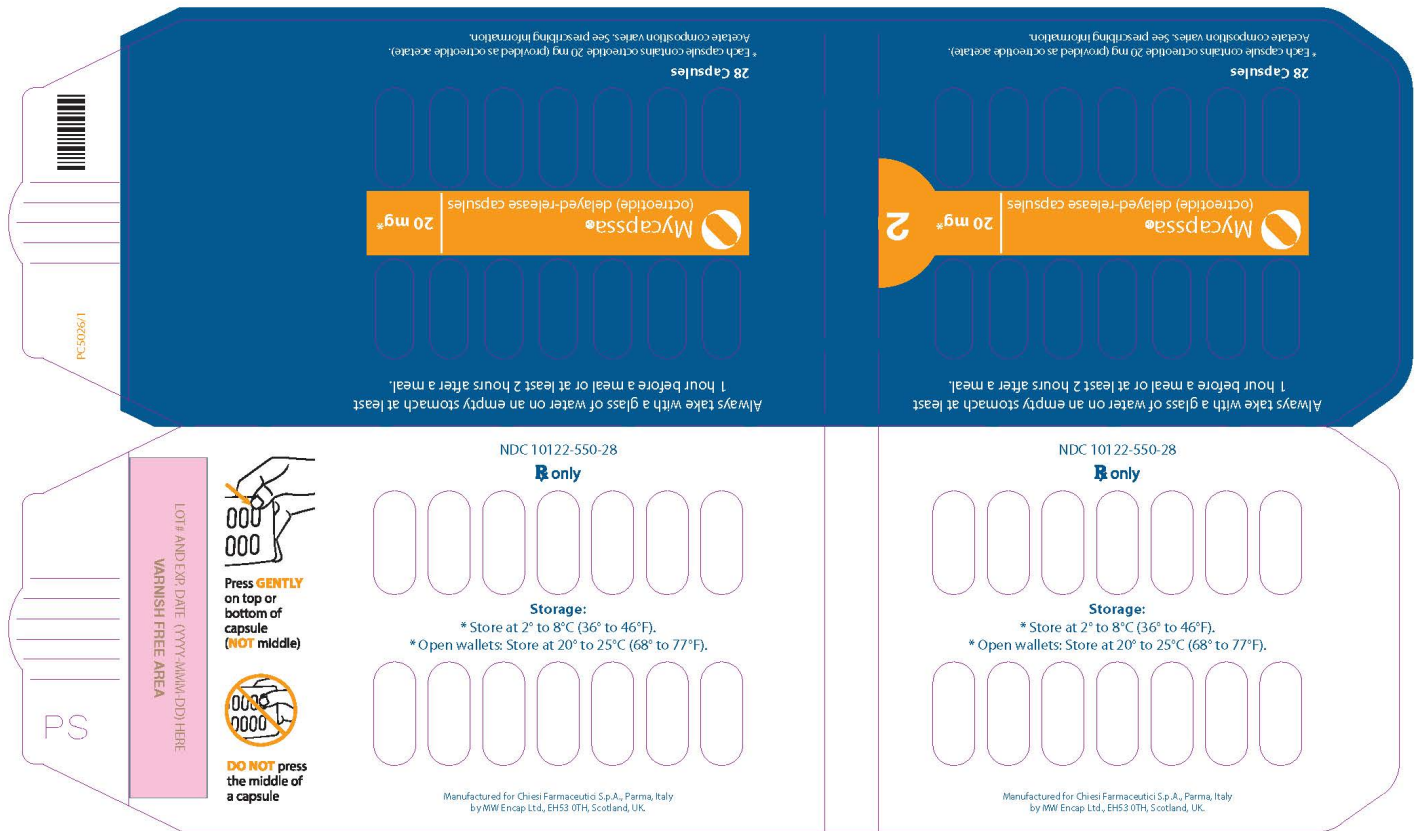 Acetate composition varies. See prescribing information.
* Each capsule contains octreotide 20 mg (provided as octreotide acetate).
28 Capsules
Mycapssa®
(octreotide) delayed-release capsules
20 mg*
Always take with a glass of water on an empty stomach at least
1 hour before a meal or at least 2 hours after a meal.
* Each capsule contains octreotide 20 mg (provided as octreotide acetate).
Acetate composition varies. See prescribing information.
28 Capsules
2
Mycapssa®
(octreotide) delayed-release capsules
20 mg*
Always take with a glass of water on an empty stomach at least
1 hour before a meal or at least 2 hours after a meal.
PC5026/1
LOT# AND EXP. DATE (YYYY-MMM-DD) HERE
VARNISH FREE AREA
PS
000
000
Press GENTLY
on top or
bottom of
capsule
(NOT middle)
000
0000
DO NOT press
the middle of
a capsule
NDC 10122-550-28
℞ only
Storage:
* Store at 2° to 8°C (36° to 46°F).
* Open wallets: Store at 20° to 25°C (68° to 77°F).
Manufactured for Chiesi Farmaceutici S.p.A., Parma, Italy
by MW Encap Ltd., EH53 0TH, Scotland, UK.
NDC 10122-550-28
℞ only
Storage:
* Store at 2° to 8°C (36° to 46°F).
* Open wallets: Store at 20° to 25°C (68° to 77°F).
Manufactured for Chiesi Farmaceutici S.p.A., Parma, Italy
by MW Encap Ltd., EH53 0TH, Scotland, UK.